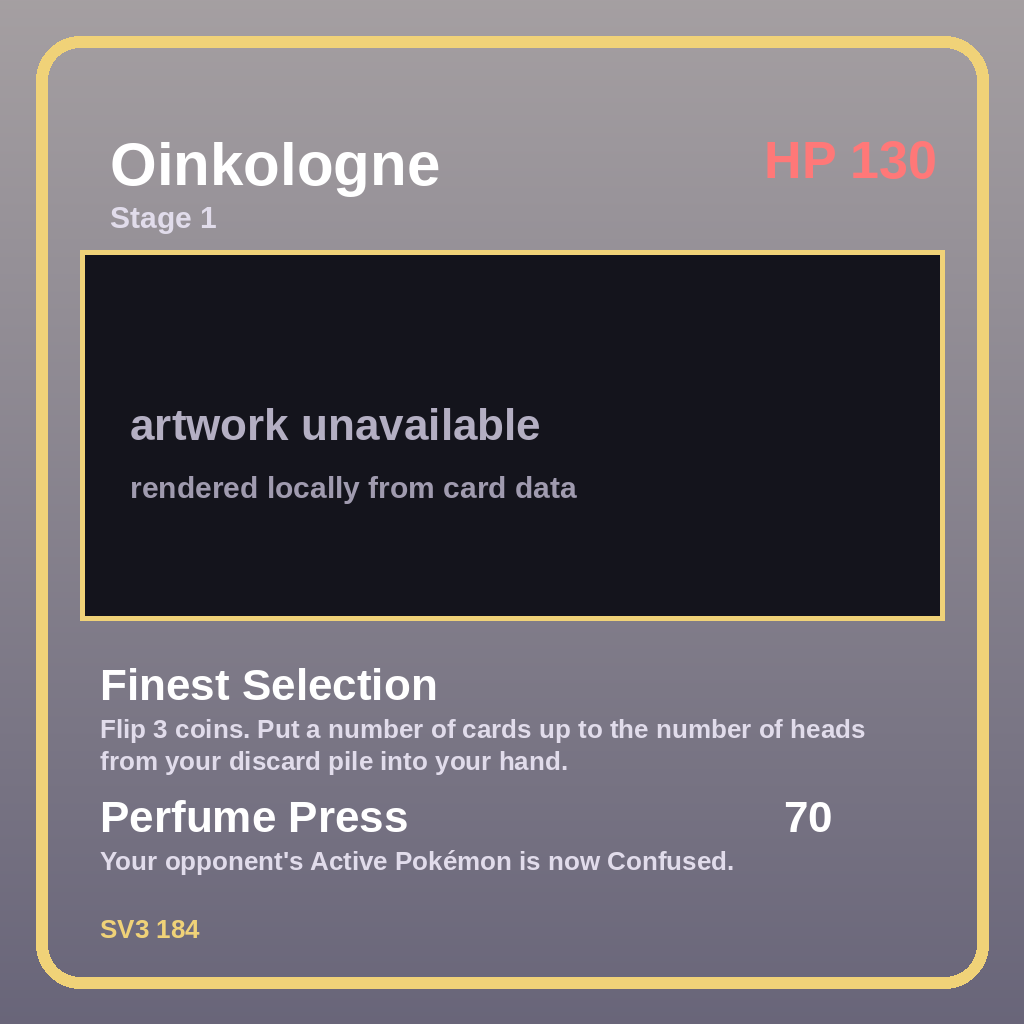 Oinkologne
HP 130
Stage 1
artwork unavailable
rendered locally from card data
Finest Selection
Flip 3 coins. Put a number of cards up to the number of heads
from your discard pile into your hand.
Perfume Press 70
Your opponent's Active Pokémon is now Confused.
SV3 184